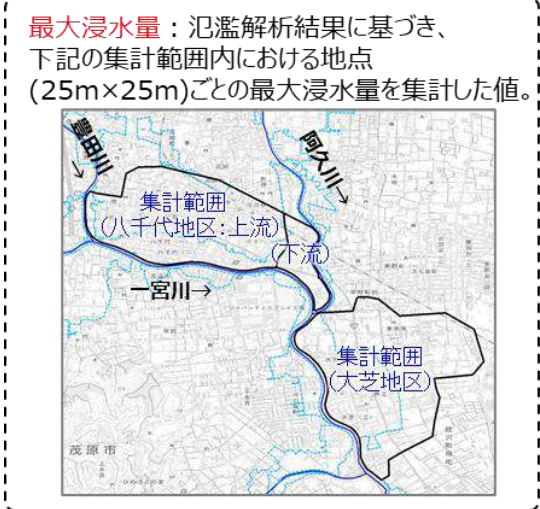 最大浸水量：氾濫解析結果に基づき、
下記の集計範囲内における地点
(25m×25m)ごとの最大浸水量を集計した値。
豊田川→
阿久川→
集計範囲
(八千代地区:上流)
(下流)
一宮川→
集計範囲
(大芝地区)
茂原市